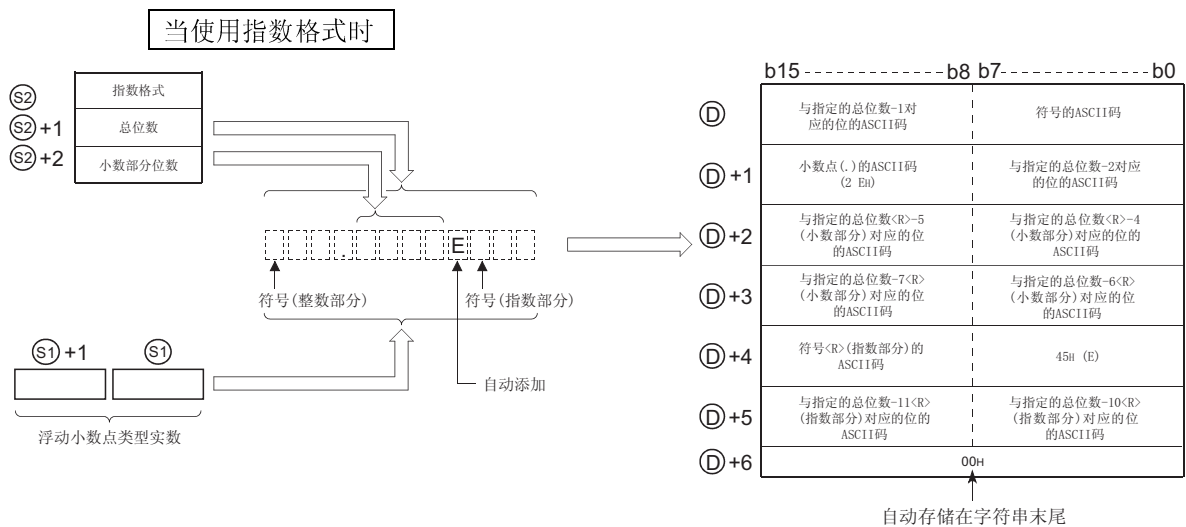 当使用指数格式时
S2
指数格式
S2+1
总位数
S2+2
小数部分位数
.
E
符号(整数部分)
符号(指数部分)
自动添加
S1+1
S1
浮动小数点类型实数
b15
b8
b7
b0
D
与指定的总位数-1对
应的位的ASCII码
符号的ASCII码
D+1
小数点(.)的ASCII码
(2 EH)
与指定的总位数-2对应
的位的ASCII码
D+2
与指定的总位数<R>-5
(小数部分)对应的位
的ASCII码
与指定的总位数<R>-4
(小数部分)对应的位的
ASCII码
D+3
与指定的总位数-7<R>
(小数部分)对应的位
的ASCII码
与指定的总位数-6<R>
(小数部分)对应的位
的ASCII码
D+4
符号<R>(指数部分)的
ASCII码
45H (E)
D+5
与指定的总位数-11<R>
(指数部分)对应的位的
ASCII码
与指定的总位数-10<R>
(指数部分)对应的位
的ASCII码
D+6
00H
自动存储在字符串末尾